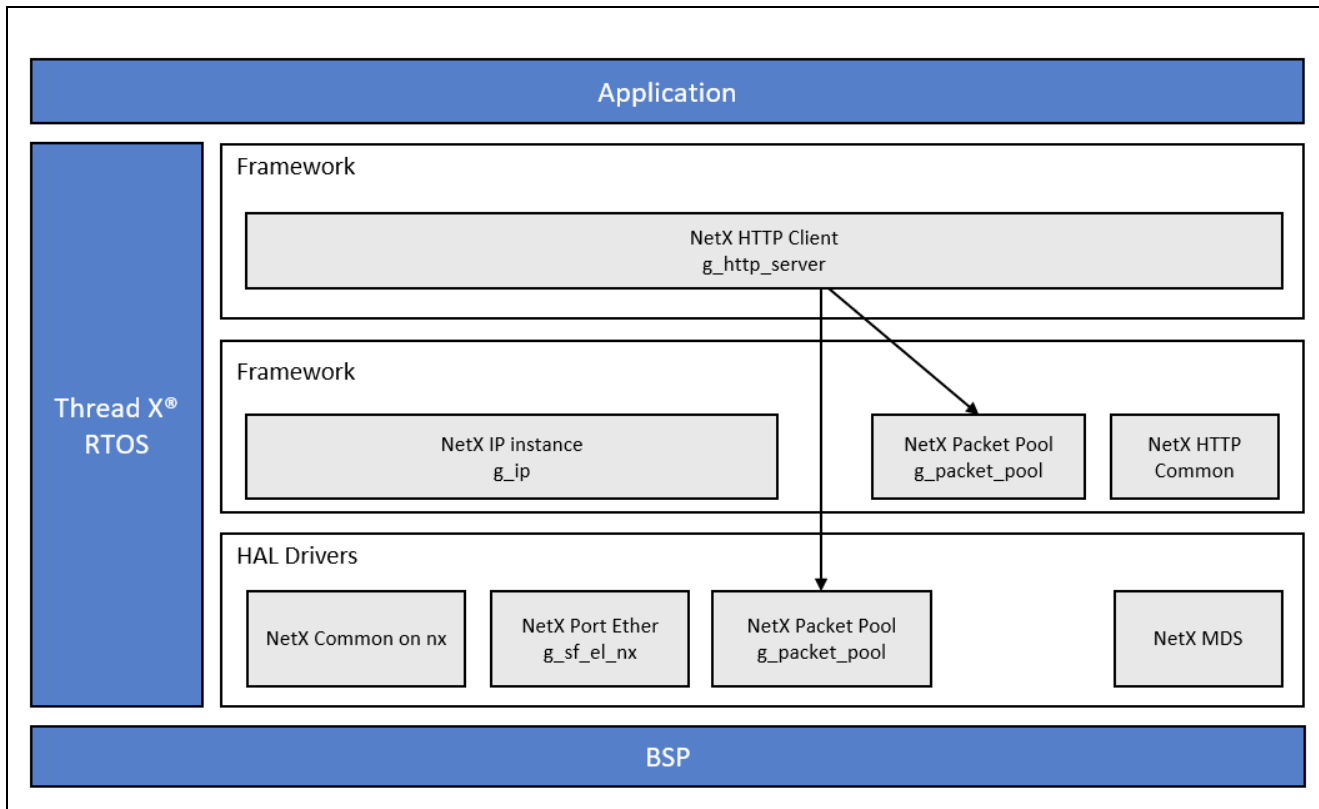 Application
Thread X®
RTOS
Framework
NetX HTTP Client
g_http_server
Framework
NetX IP instance
g_ip
NetX Packet Pool
g_packet_pool
NetX HTTP
Common
HAL Drivers
NetX Common on nx
NetX Port Ether
g_sf_el_nx
NetX Packet Pool
g_packet_pool
NetX MDS
BSP